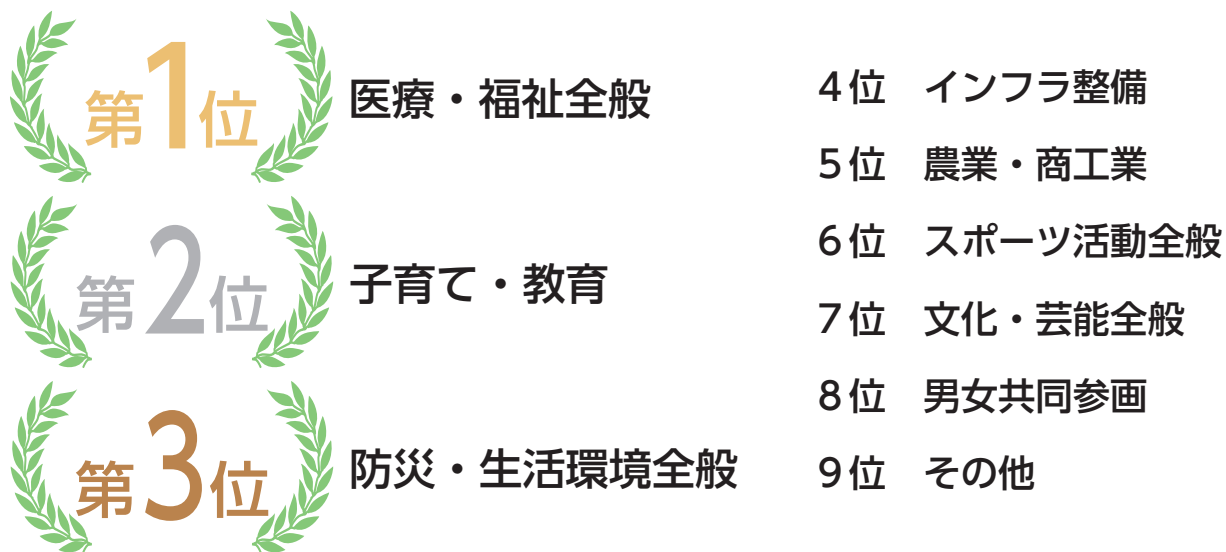 第1位 医療・福祉全般
第2位 子育て・教育
第3位 防災・生活環境全般
4位 インフラ整備
5位 農業・商工業
6位 スポーツ活動全般
7位 文化・芸能全般
8位 男女共同参画
9位 その他